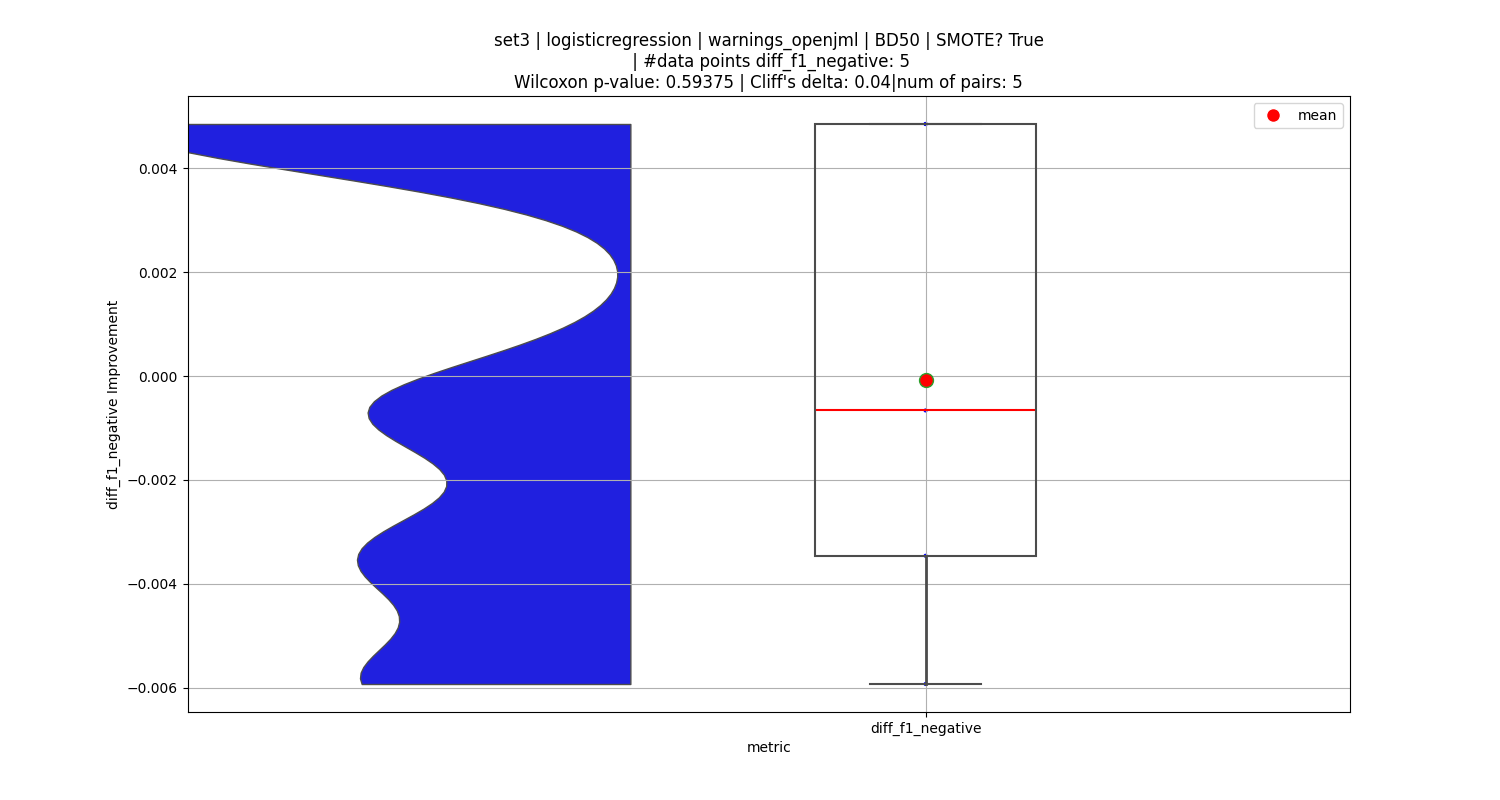 set3 | logisticregression | warnings_openjml | BD50 | SMOTE? True
| #data points diff_f1_negative: 5
Wilcoxon p-value: 0.59375 | Cliff's delta: 0.04|num of pairs: 5
mean
0.004
0.002
0.000
−0.002
−0.004
−0.006
diff_f1_negative Improvement
diff_f1_negative
metric